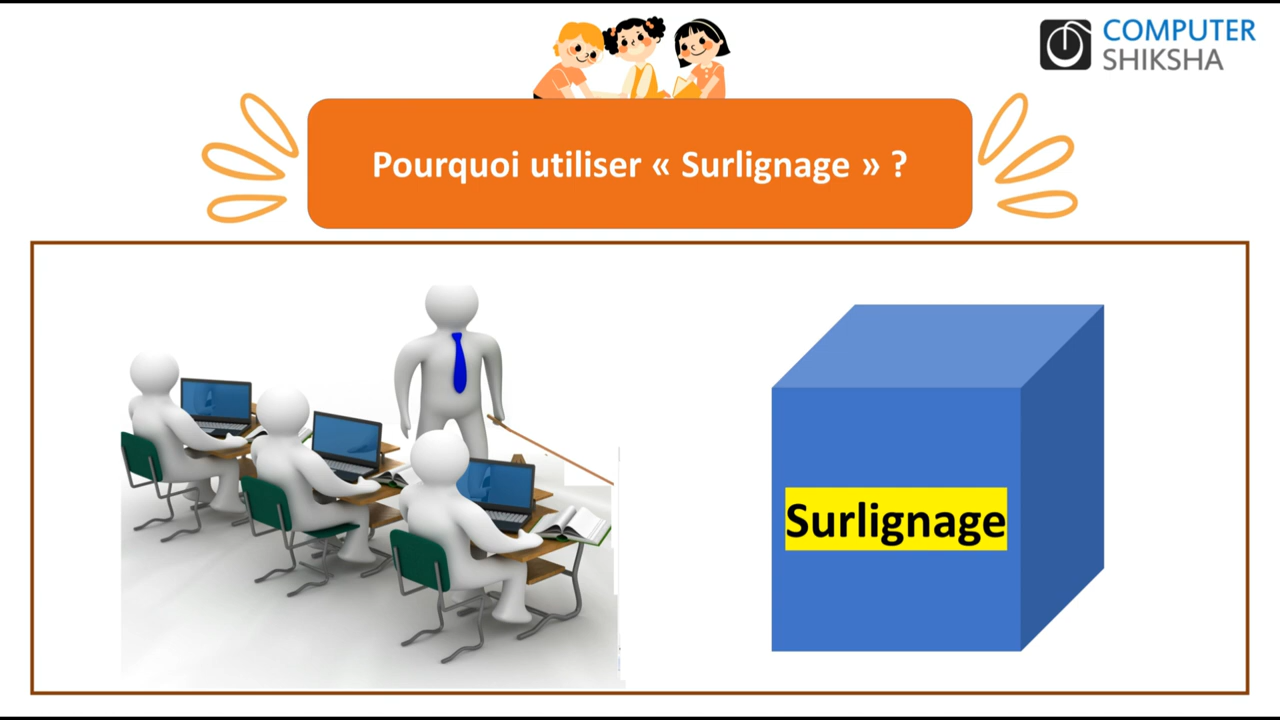 COMPUTER
SHIKSHA
Pourquoi utiliser « Surlignage » ?
Surlignage